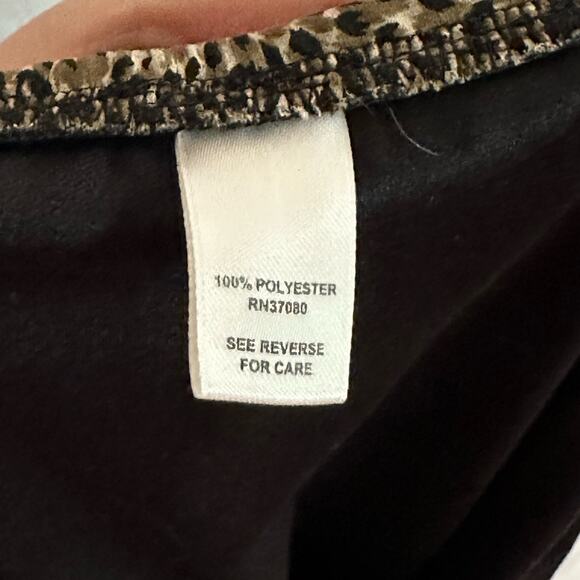 100% POLYESTER
RN37080
SEE REVERSE
FOR CARE